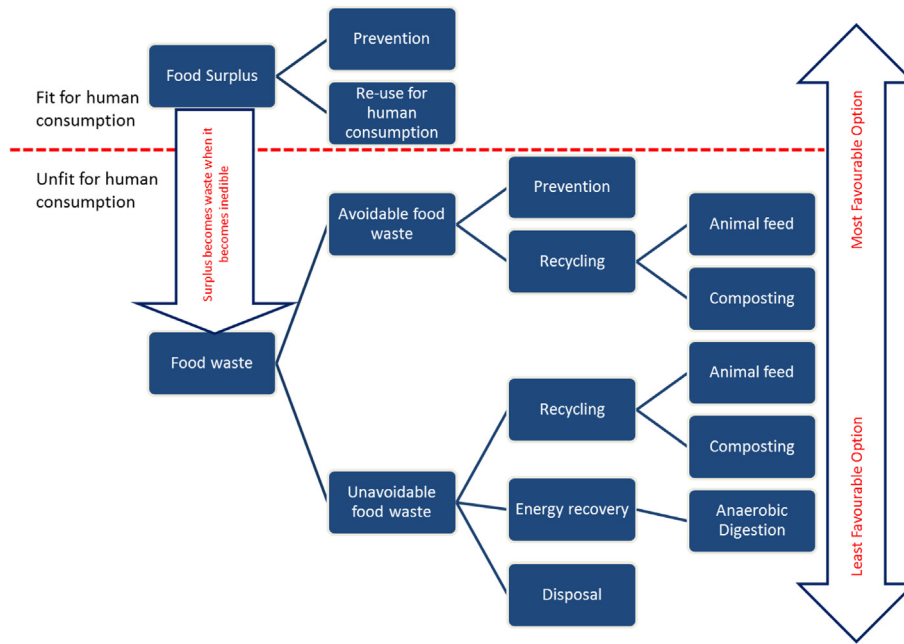 Prevention
Food Surplus
Fit for human
consumption
Re-use for
human
consumption
Unfit for human
consumption
Surplus becomes waste when it
becomes inedible
Prevention
Avoidable food
waste
Animal feed
Recycling
Composting
Food waste
Animal feed
Recycling
Composting
Unavoidable
food waste
Energy recovery
Anaerobic
Digestion
Disposal
Most Favourable Option
Least Favourable Option